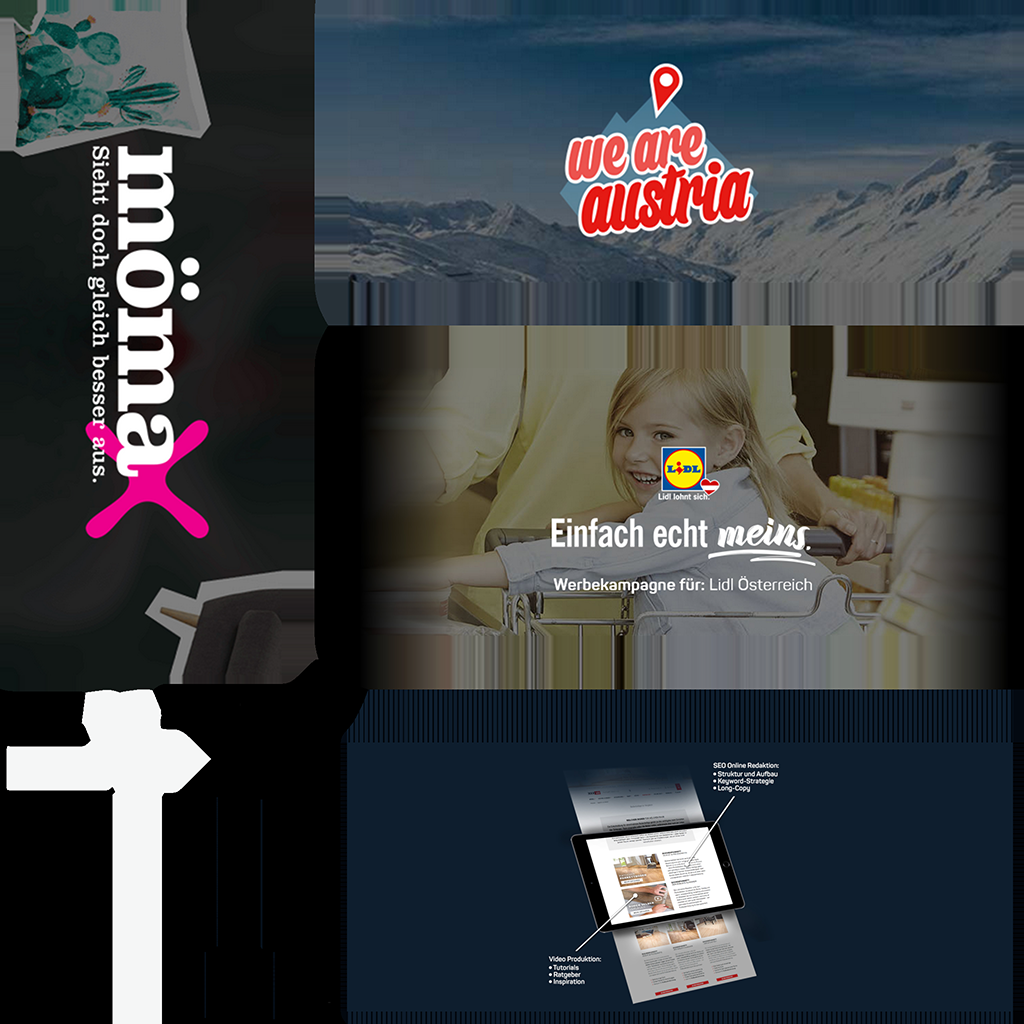 mömax
Sieht doch gleich besser aus.
we are
austria
LiDL
Lidl lohnt sich.
Einfach echt meins.
Werbekampagne für: Lidl Österreich
SEO Online Redaktion:
• Struktur und Aufbau
• Keyword-Strategie
• Long-Copy
Video Produktion:
• Tutorials
• Ratgeber
• Inspiration